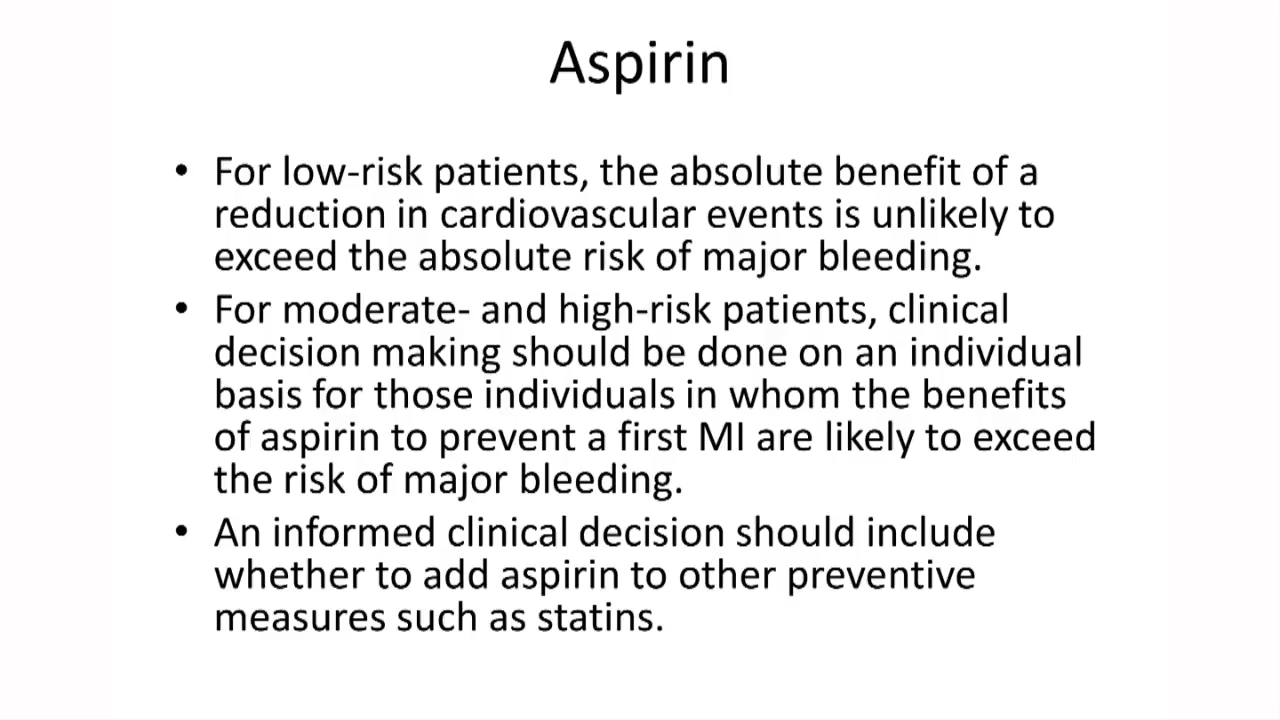 Aspirin
• For low-risk patients, the absolute benefit of a
reduction in cardiovascular events is unlikely to
exceed the absolute risk of major bleeding.
• For moderate- and high-risk patients, clinical
decision making should be done on an individual
basis for those individuals in whom the benefits
of aspirin to prevent a first MI are likely to exceed
the risk of major bleeding.
• An informed clinical decision should include
whether to add aspirin to other preventive
measures such as statins.